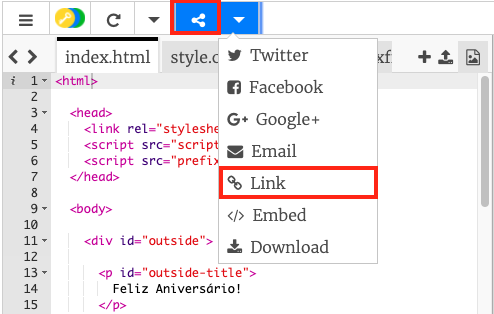 index.html
style.c
xf
Twitter
Facebook
Google+
Email
Link
Embed
Download
i 1 <html>
2
3 <head>
4 <link rel="styleshe
5 <script src="script
6 <script src="prefix
7 </head>
8
9 <body>
10
11 <div id="outside">
12
13 <p id="outside-title">
14 Feliz Aniversário!
15 </p>